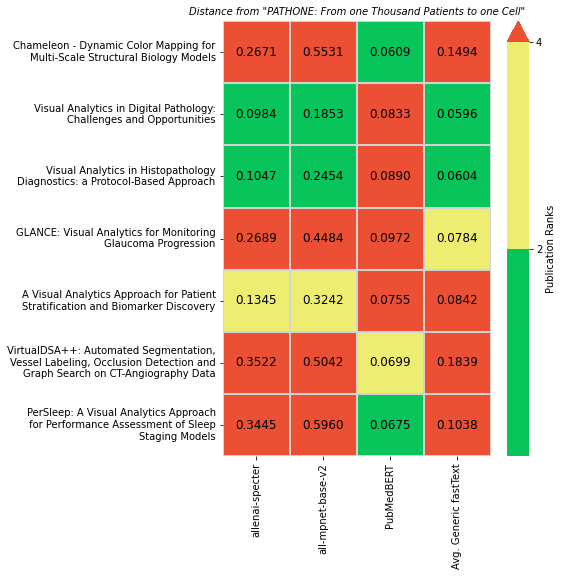 Distance from "PATHONE: From one Thousand Patients to one Cell"
Chameleon - Dynamic Color Mapping for
Multi-Scale Structural Biology Models
0.2671 0.5531 0.0609 0.1494
Visual Analytics in Digital Pathology:
Challenges and Opportunities
0.0984 0.1853 0.0833 0.0596
Visual Analytics in Histopathology
Diagnostics: a Protocol-Based Approach
0.1047 0.2454 0.0890 0.0604
GLANCE: Visual Analytics for Monitoring
Glaucoma Progression
0.2689 0.4484 0.0972 0.0784
A Visual Analytics Approach for Patient
Stratification and Biomarker Discovery
0.1345 0.3242 0.0755 0.0842
VirtualDSA++: Automated Segmentation,
Vessel Labeling, Occlusion Detection and
Graph Search on CT-Angiography Data
0.3522 0.5042 0.0699 0.1839
PerSleep: A Visual Analytics Approach
for Performance Assessment of Sleep
Staging Models
0.3445 0.5960 0.0675 0.1038
allenai-specter
all-mpnet-base-v2
PubMedBERT
Avg. Generic fastText
4
2
Publication Ranks